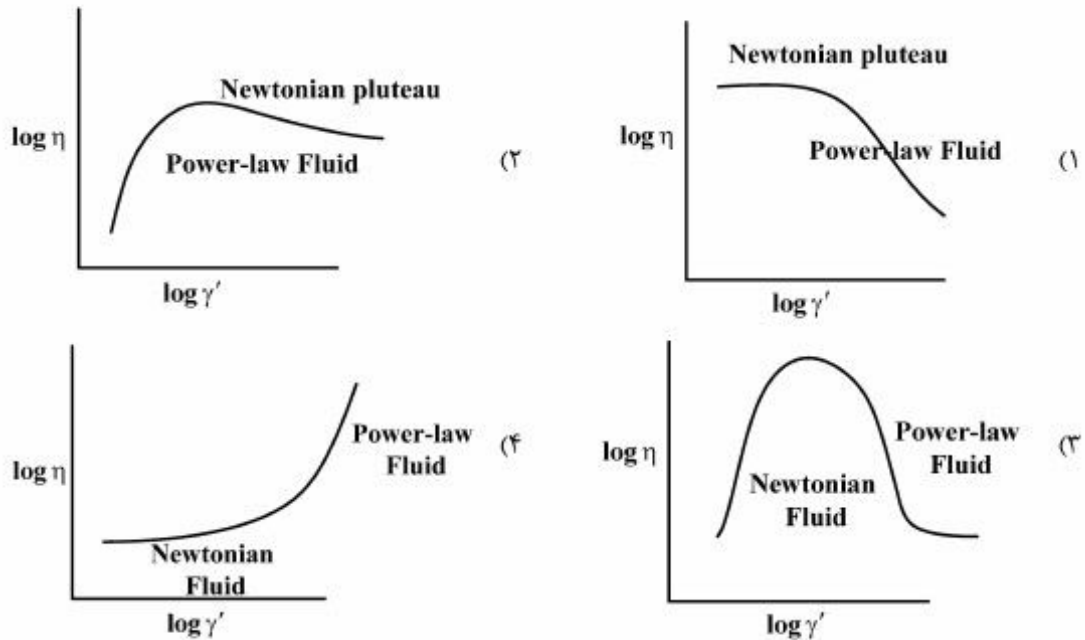 ۱)
Newtonian pluteau
log η
Power-law Fluid
log γ′
۲)
Newtonian pluteau
log η
Power-law Fluid
log γ′
۳)
Power-law
Fluid
log η
Newtonian
Fluid
log γ′
۴)
Power-law
Fluid
log η
Newtonian
Fluid
log γ′